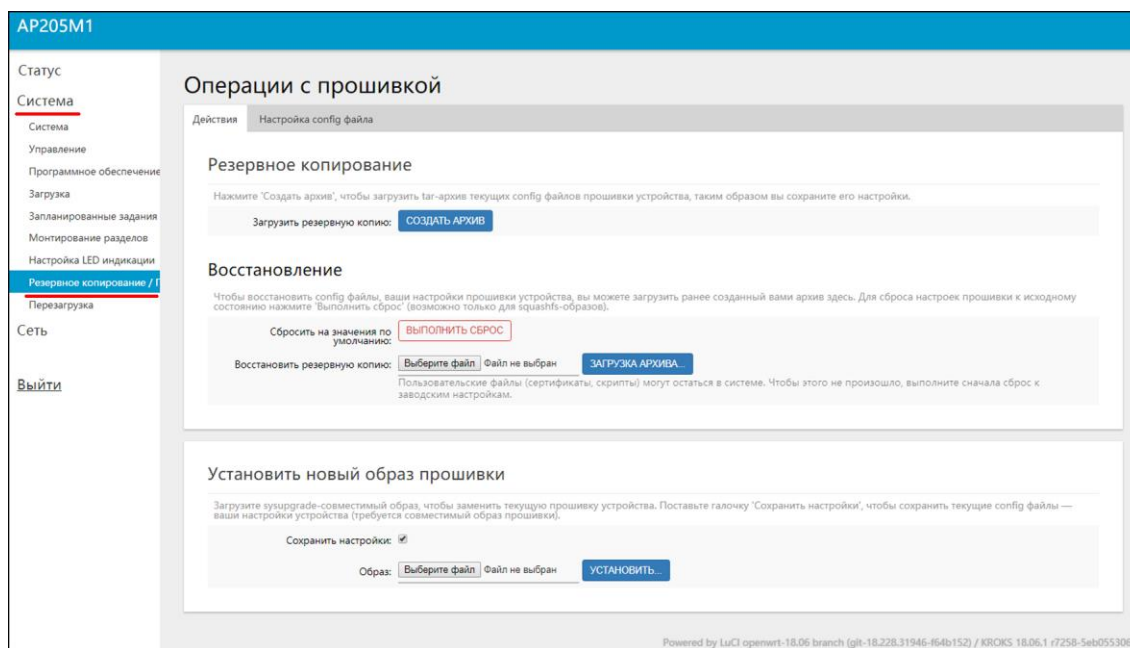 AP205M1
Статус
Система
Система
Управление
Программное обеспечение
Загрузка
Запланированные задания
Монтирование разделов
Настройка LED индикации
Резервное копирование /
Перезагрузка
Сеть
Выйти
Операции с прошивкой
Действия Настройка config файла
Резервное копирование
Нажмите 'Создать архив', чтобы загрузить tar-архив текущих config файлов прошивки устройства, таким образом вы сохраните его настройки.
Загрузить резервную копию: СОЗДАТЬ АРХИВ
Восстановление
Чтобы восстановить config файлы, ваши настройки прошивки устройства, вы можете загрузить ранее созданный вами архив здесь. Для сброса настроек прошивки к исходному
состоянию нажмите 'Выполнить сброс' (возможно только для squashfs-образов).
Сбросить на значения по
умолчанию:
ВЫПОЛНИТЬ СБРОС
Восстановить резервную копию: Выберите файл Файл не выбран ЗАГРУЗКА АРХИВА...
Пользовательские файлы (сертификаты, скрипты) могут остаться в системе. Чтобы этого не произошло, выполните сначала сброс к
заводским настройкам.
Установить новый образ прошивки
Загрузите sysupgrade-совместимый образ, чтобы заменить текущую прошивку устройства. Поставьте галочку 'Сохранить настройки', чтобы сохранить текущие config файлы —
ваши настройки устройства (требуется совместимый образ прошивки).
Сохранить настройки:
Образ: Выберите файл Файл не выбран УСТАНОВИТЬ...
Powered by LuCI openwrt-18.06 branch (git-18.228.31946-f64b152) / KROKS 18.06.1 r7258-5eb055306